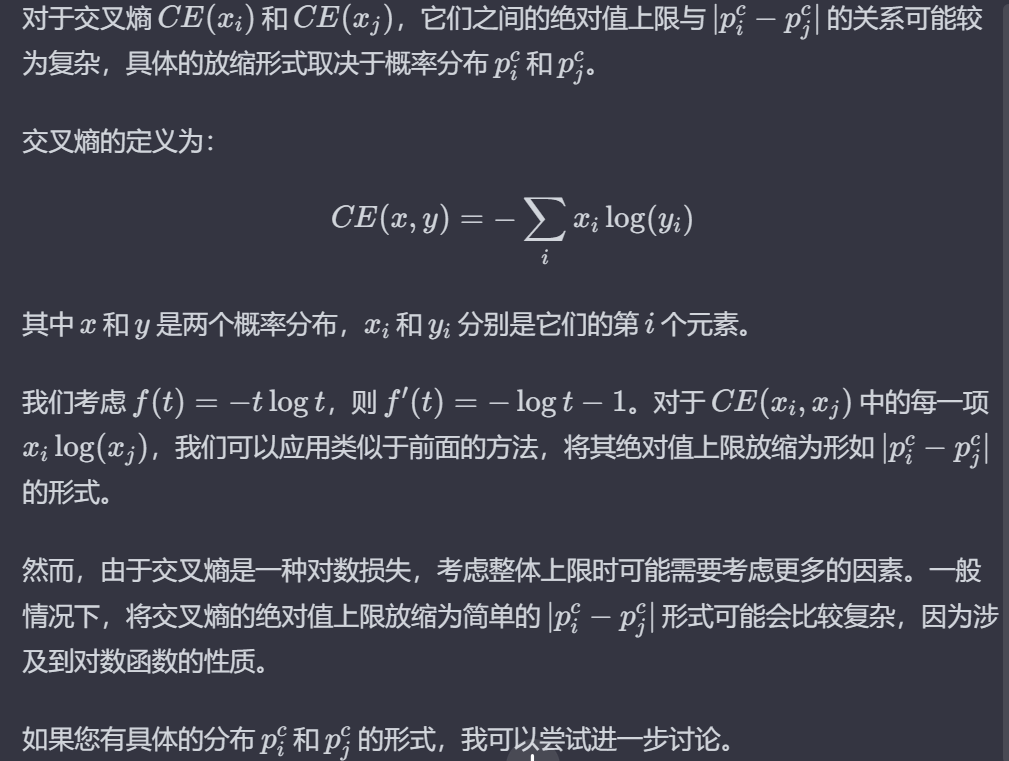 对于交叉熵 CE(x_i) 和 CE(x_j)，它们之间的绝对值上限与 |p_i^c − p_j^c| 的关系可能较
为复杂，具体的放缩形式取决于概率分布 p_i^c 和 p_j^c。
交叉熵的定义为：
CE(x, y) = − ∑_i x_i log(y_i)
其中 x 和 y 是两个概率分布，x_i 和 y_i 分别是它们的第 i 个元素。
我们考虑 f(t) = −t log t，则 f′(t) = − log t − 1。对于 CE(x_i, x_j) 中的每一项
x_i log(x_j)，我们可以应用类似于前面的方法，将其绝对值上限放缩为形如 |p_i^c − p_j^c|
的形式。
然而，由于交叉熵是一种对数损失，考虑整体上限时可能需要考虑更多的因素。一般
情况下，将交叉熵的绝对值上限放缩为简单的 |p_i^c − p_j^c| 形式可能会比较复杂，因为涉
及到对数函数的性质。
如果您有具体的分布 p_i^c 和 p_j^c 的形式，我可以尝试进一步讨论。